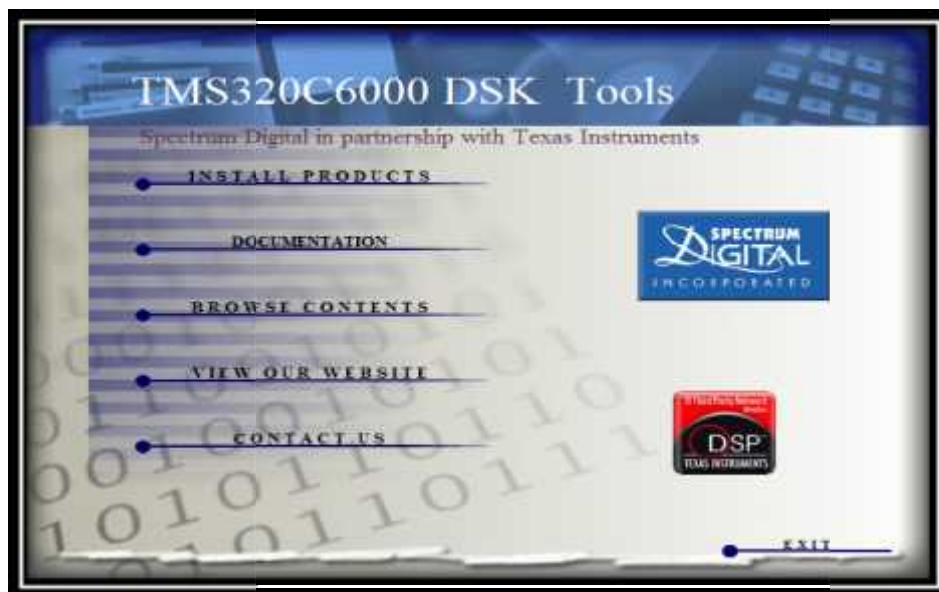 TMS320C6000 DSK Tools
Spectrum Digital in partnership with Texas Instruments
INSTALL PRODUCTS
DOCUMENTATION
BROWSE CONTENTS
VIEW OUR WEBSITE
CONTACT US
SPECTRUM
DIGITAL
INCORPORATED
DSP
TEXAS INSTRUMENTS
EXIT